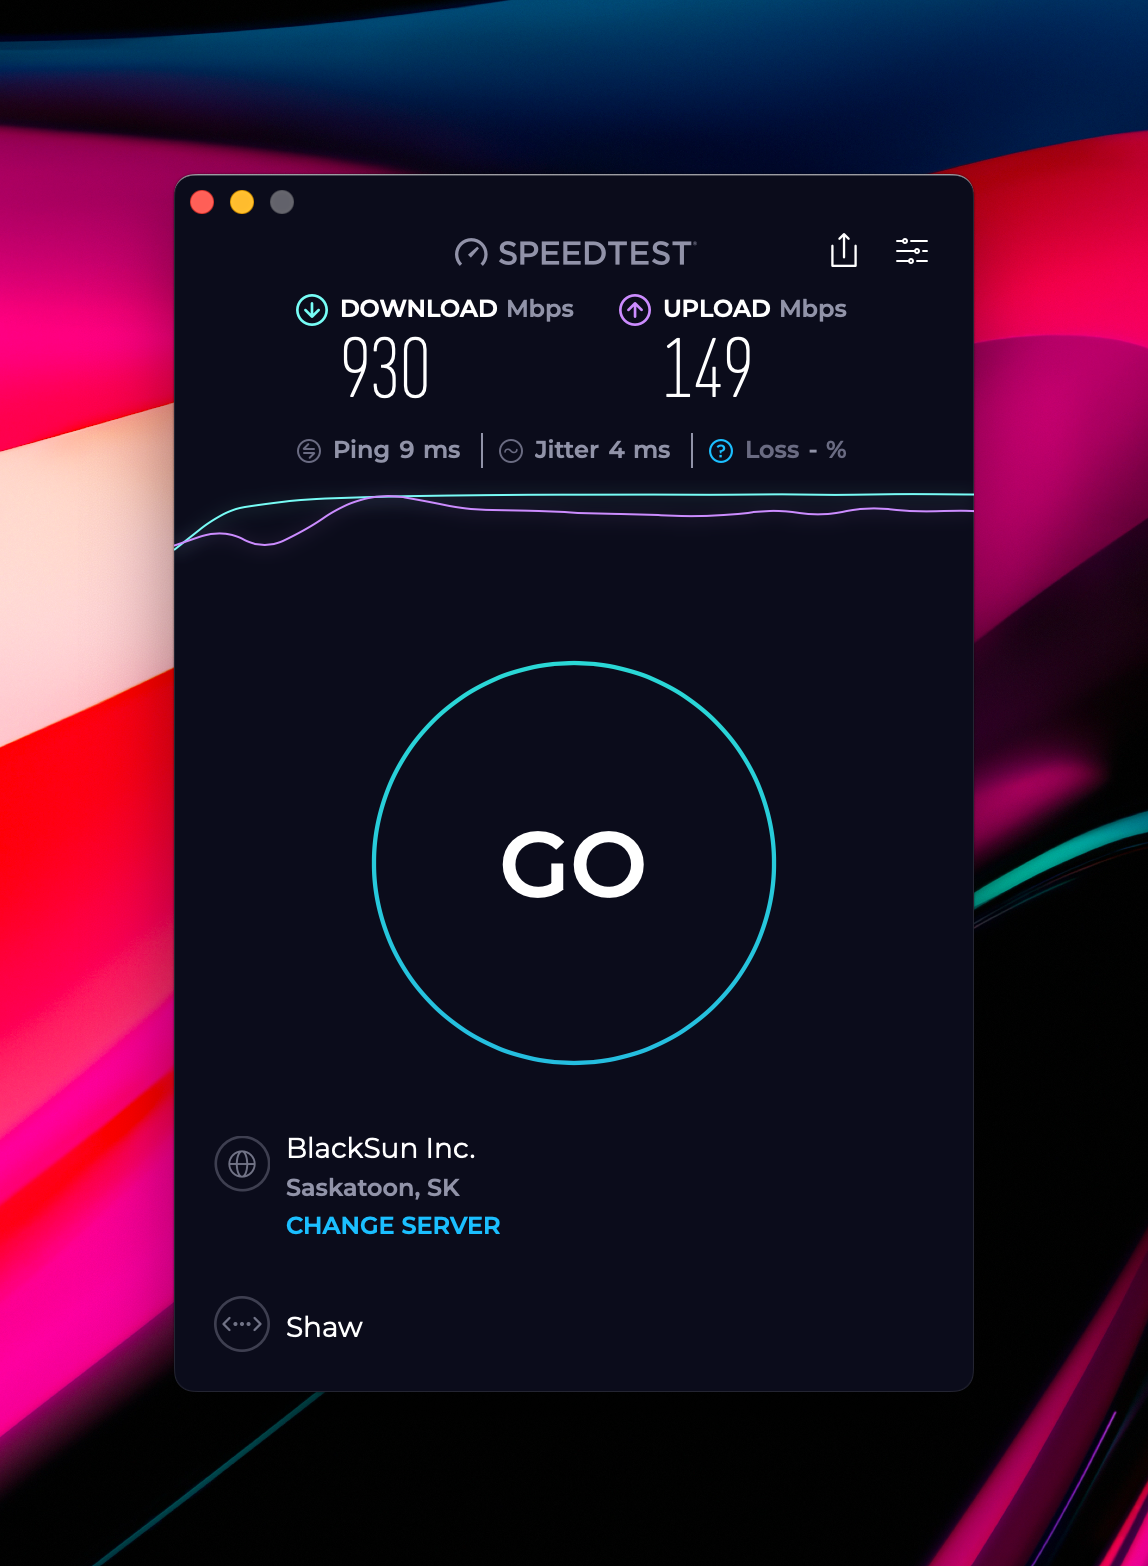 SPEEDTEST
DOWNLOAD Mbps
930
UPLOAD Mbps
149
Ping 9 ms
Jitter 4 ms
? Loss - %
GO
BlackSun Inc.
Saskatoon, SK
CHANGE SERVER
Shaw